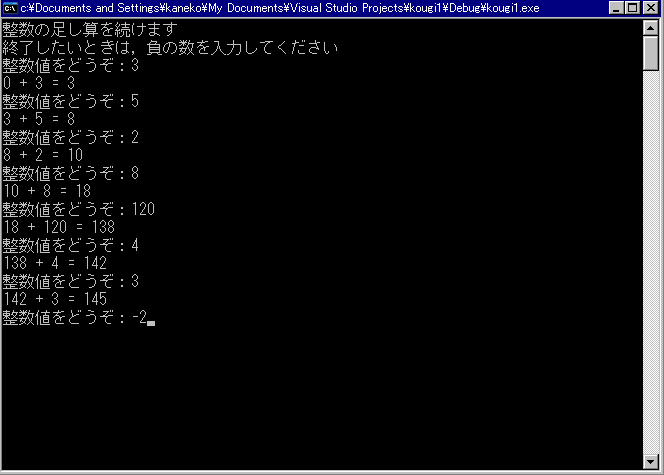 c:¥Documents and Settings¥kaneko¥My Documents¥Visual Studio Projects¥kougi1¥Debug¥kougi1.exe
整数の足し算を続けます
終了したいときは，負の数を入力してください
整数値をどうぞ：3
0 + 3 = 3
整数値をどうぞ：5
3 + 5 = 8
整数値をどうぞ：2
8 + 2 = 10
整数値をどうぞ：8
10 + 8 = 18
整数値をどうぞ：120
18 + 120 = 138
整数値をどうぞ：4
138 + 4 = 142
整数値をどうぞ：3
142 + 3 = 145
整数値をどうぞ：-2